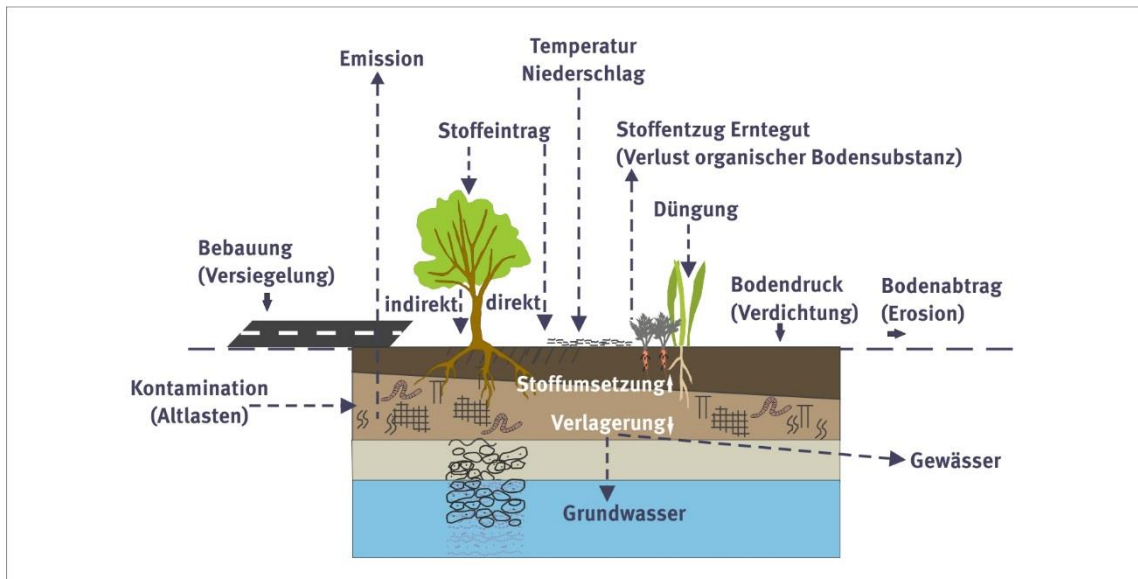 Emission
Temperatur
Niederschlag
Stoffeintrag
Stoffentzug Erntegut
(Verlust organischer Bodensubstanz)
Düngung
Bebauung
(Versiegelung)
indirekt
direkt
Bodendruck
(Verdichtung)
Bodenabtrag
(Erosion)
Kontamination
(Altlasten)
Stoffumsetzung
Verlagerung
Gewässer
Grundwasser